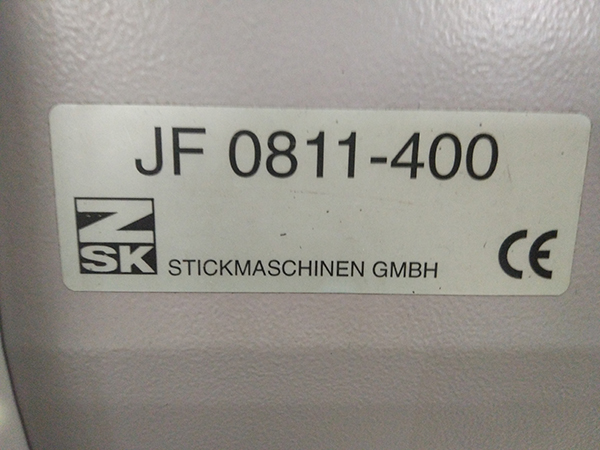 JF 0811-400
Z
SK
STICKMASCHINEN GMBH
CE